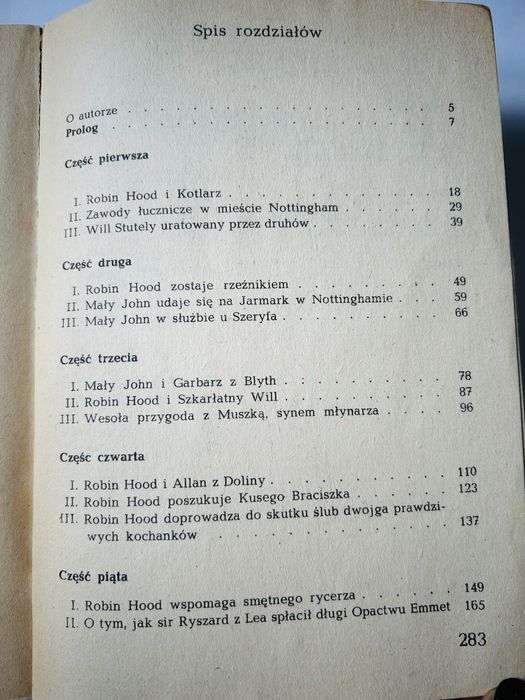 Spis rozdziałów
O autorze . . . . . . . . . . . . . . . . 5
Prolog . . . . . . . . . . . . . . . . 7
Część pierwsza
I. Robin Hood i Kotlarz . . . . . . . . . . 18
II. Zawody łucznicze w mieście Nottingham . . . . 29
III. Will Stutely uratowany przez druhów . . . . . 39
Część druga
I. Robin Hood zostaje rzeźnikiem . . . . . . 49
II. Mały John udaje się na Jarmark w Nottinghamie . . . 59
III. Mały John w służbie u Szeryfa . . . . . . . 66
Część trzecia
I. Mały John i Garbarz z Blyth . . . . . . . . 78
II. Robin Hood i Szkarłatny Will . . . . . . . 87
III. Wesoła przygoda z Muszką, synem młynarza . . . . 96
Częśc czwarta
I. Robin Hood i Allan z Doliny . . . . . . . . 110
II. Robin Hood poszukuje Kusego Braciszka . . . . . 123
III. Robin Hood doprowadza do skutku ślub dwojga prawdzi-
wych kochanków . . . . . . . . . . 137
Część piąta
I. Robin Hood wspomaga smętnego rycerza . . . . . 149
II. O tym, jak sir Ryszard z Lea spłacił długi Opactwu Emmet 165
283